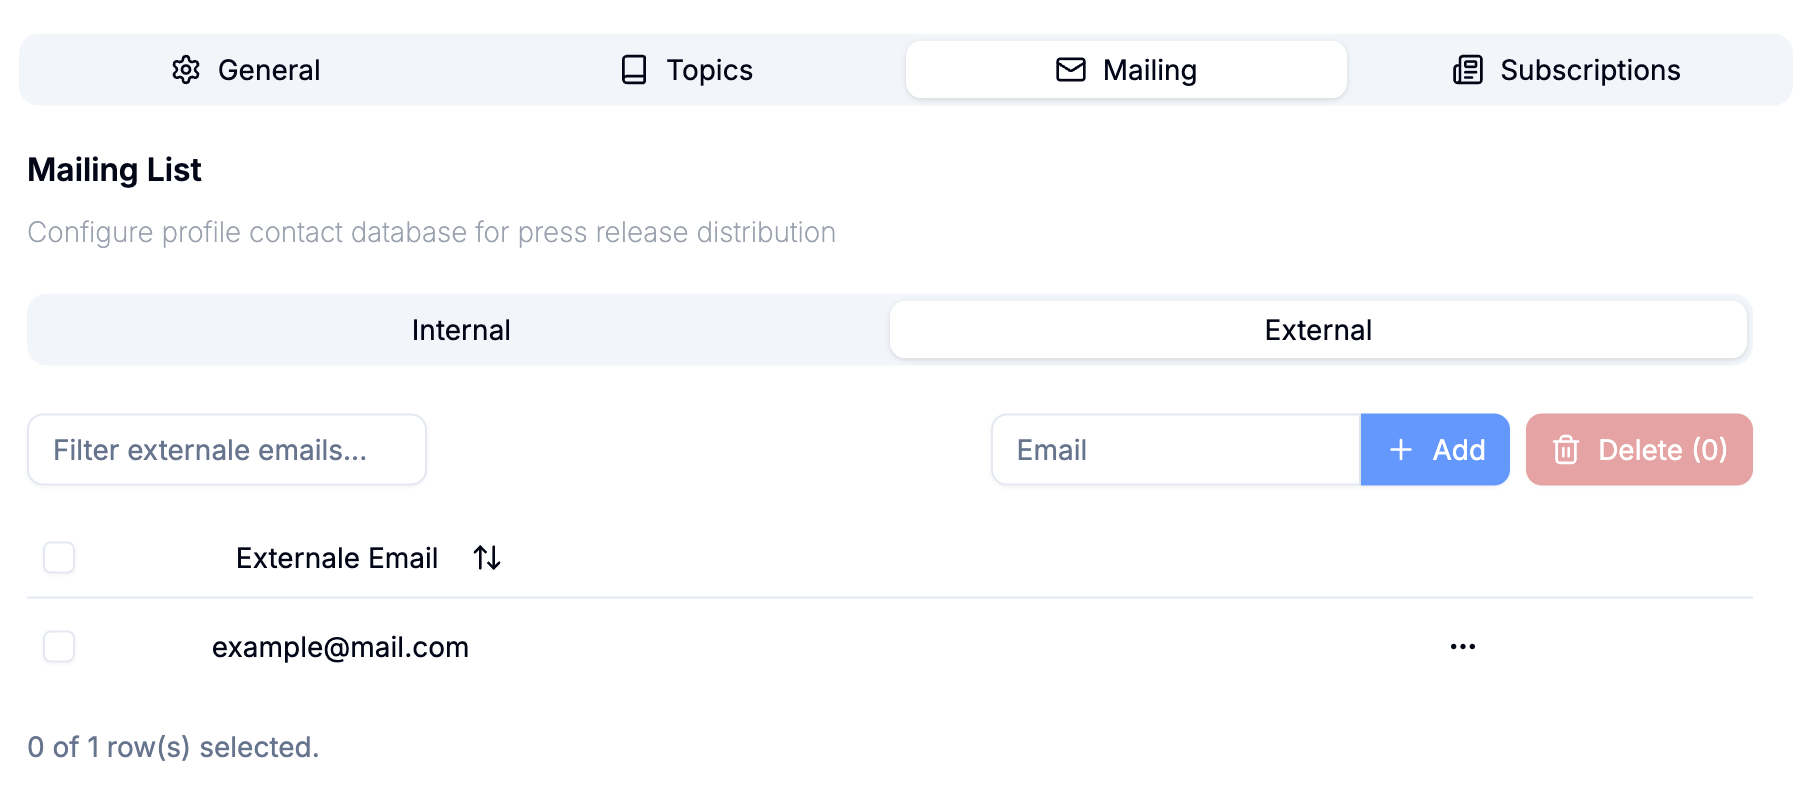 General Topics Mailing Subscriptions
Mailing List
Configure profile contact database for press release distribution
Internal External
Filter externale emails... Email + Add Delete (0)
Externale Email
example@mail.com ...
0 of 1 row(s) selected.